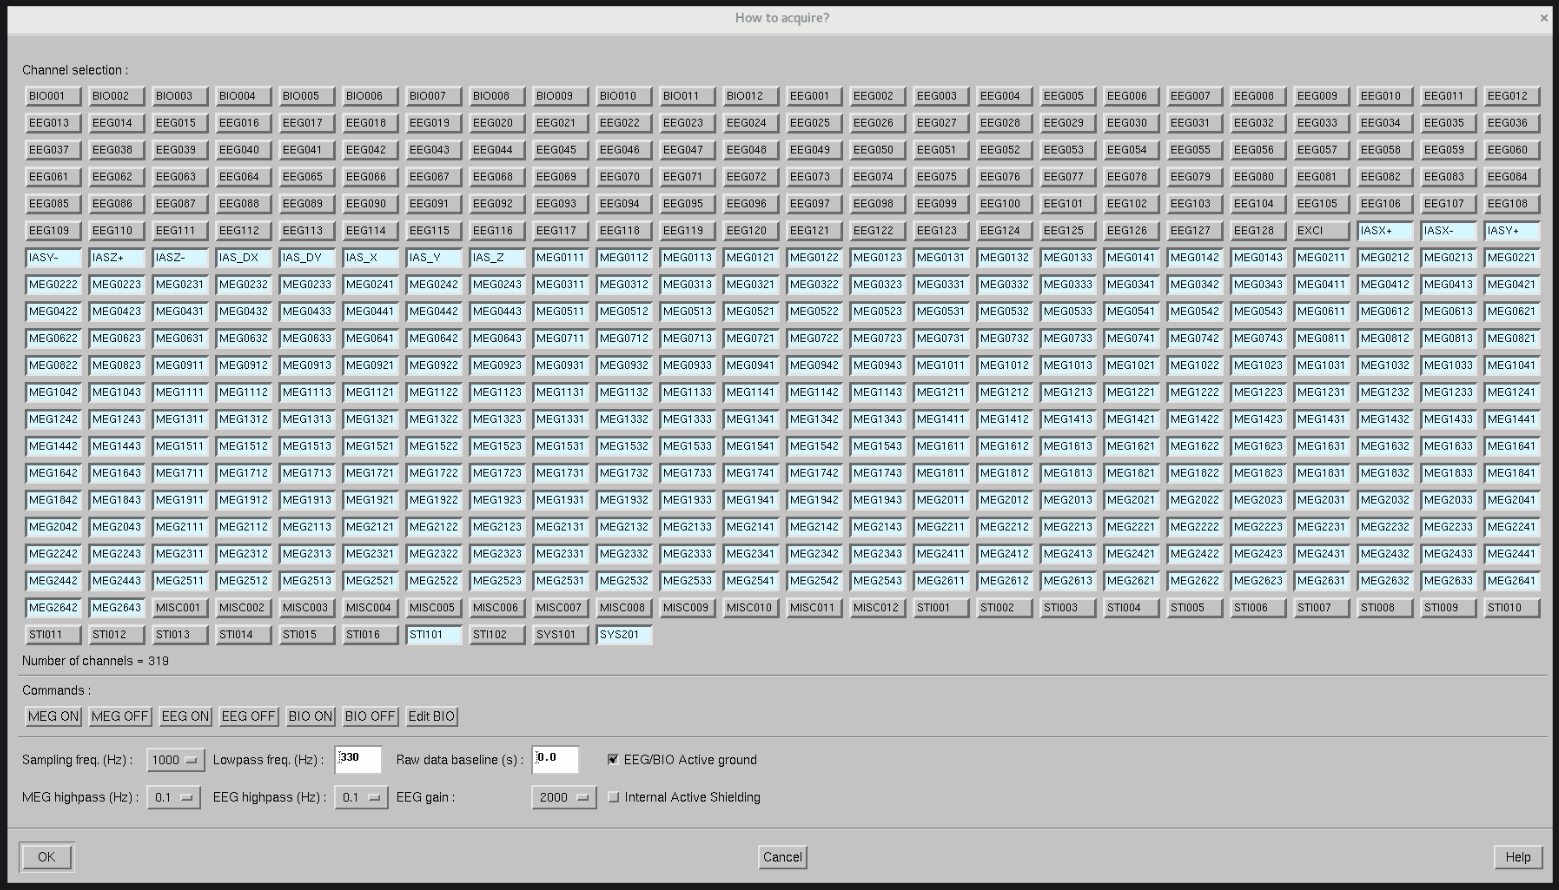 How to acquire? ×
Channel selection :
BIO001 BIO002 BIO003 BIO004 BIO005 BIO006 BIO007 BIO008 BIO009 BIO010 BIO011 BIO012 EEG001 EEG002 EEG003 EEG004 EEG005 EEG006 EEG007 EEG008 EEG009 EEG010 EEG011 EEG012
EEG013 EEG014 EEG015 EEG016 EEG017 EEG018 EEG019 EEG020 EEG021 EEG022 EEG023 EEG024 EEG025 EEG026 EEG027 EEG028 EEG029 EEG030 EEG031 EEG032 EEG033 EEG034 EEG035 EEG036
EEG037 EEG038 EEG039 EEG040 EEG041 EEG042 EEG043 EEG044 EEG045 EEG046 EEG047 EEG048 EEG049 EEG050 EEG051 EEG052 EEG053 EEG054 EEG055 EEG056 EEG057 EEG058 EEG059 EEG060
EEG061 EEG062 EEG063 EEG064 EEG065 EEG066 EEG067 EEG068 EEG069 EEG070 EEG071 EEG072 EEG073 EEG074 EEG075 EEG076 EEG077 EEG078 EEG079 EEG080 EEG081 EEG082 EEG083 EEG084
EEG085 EEG086 EEG087 EEG088 EEG089 EEG090 EEG091 EEG092 EEG093 EEG094 EEG095 EEG096 EEG097 EEG098 EEG099 EEG100 EEG101 EEG102 EEG103 EEG104 EEG105 EEG106 EEG107 EEG108
EEG109 EEG110 EEG111 EEG112 EEG113 EEG114 EEG115 EEG116 EEG117 EEG118 EEG119 EEG120 EEG121 EEG122 EEG123 EEG124 EEG125 EEG126 EEG127 EEG128 EXCI IASX+ IASX- IASY+
IASY- IASZ+ IASZ- IAS_DX IAS_DY IAS_X IAS_Y IAS_Z MEG0111 MEG0112 MEG0113 MEG0121 MEG0122 MEG0123 MEG0131 MEG0132 MEG0133 MEG0141 MEG0142 MEG0143 MEG0211 MEG0212 MEG0213 MEG0221
MEG0222 MEG0223 MEG0231 MEG0232 MEG0233 MEG0241 MEG0242 MEG0243 MEG0311 MEG0312 MEG0313 MEG0321 MEG0322 MEG0323 MEG0331 MEG0332 MEG0333 MEG0341 MEG0342 MEG0343 MEG0411 MEG0412 MEG0413 MEG0421
MEG0422 MEG0423 MEG0431 MEG0432 MEG0433 MEG0441 MEG0442 MEG0443 MEG0511 MEG0512 MEG0513 MEG0521 MEG0522 MEG0523 MEG0531 MEG0532 MEG0533 MEG0541 MEG0542 MEG0543 MEG0611 MEG0612 MEG0613 MEG0621
MEG0622 MEG0623 MEG0631 MEG0632 MEG0633 MEG0641 MEG0642 MEG0643 MEG0711 MEG0712 MEG0713 MEG0721 MEG0722 MEG0723 MEG0731 MEG0732 MEG0733 MEG0741 MEG0742 MEG0743 MEG0811 MEG0812 MEG0813 MEG0821
MEG0822 MEG0823 MEG0911 MEG0912 MEG0913 MEG0921 MEG0922 MEG0923 MEG0931 MEG0932 MEG0933 MEG0941 MEG0942 MEG0943 MEG1011 MEG1012 MEG1013 MEG1021 MEG1022 MEG1023 MEG1031 MEG1032 MEG1033 MEG1041
MEG1042 MEG1043 MEG1111 MEG1112 MEG1113 MEG1121 MEG1122 MEG1123 MEG1131 MEG1132 MEG1133 MEG1141 MEG1142 MEG1143 MEG1211 MEG1212 MEG1213 MEG1221 MEG1222 MEG1223 MEG1231 MEG1232 MEG1233 MEG1241
MEG1242 MEG1243 MEG1311 MEG1312 MEG1313 MEG1321 MEG1322 MEG1323 MEG1331 MEG1332 MEG1333 MEG1341 MEG1342 MEG1343 MEG1411 MEG1412 MEG1413 MEG1421 MEG1422 MEG1423 MEG1431 MEG1432 MEG1433 MEG1441
MEG1442 MEG1443 MEG1511 MEG1512 MEG1513 MEG1521 MEG1522 MEG1523 MEG1531 MEG1532 MEG1533 MEG1541 MEG1542 MEG1543 MEG1611 MEG1612 MEG1613 MEG1621 MEG1622 MEG1623 MEG1631 MEG1632 MEG1633 MEG1641
MEG1642 MEG1643 MEG1711 MEG1712 MEG1713 MEG1721 MEG1722 MEG1723 MEG1731 MEG1732 MEG1733 MEG1741 MEG1742 MEG1743 MEG1811 MEG1812 MEG1813 MEG1821 MEG1822 MEG1823 MEG1831 MEG1832 MEG1833 MEG1841
MEG1842 MEG1843 MEG1911 MEG1912 MEG1913 MEG1921 MEG1922 MEG1923 MEG1931 MEG1932 MEG1933 MEG1941 MEG1942 MEG1943 MEG2011 MEG2012 MEG2013 MEG2021 MEG2022 MEG2023 MEG2031 MEG2032 MEG2033 MEG2041
MEG2042 MEG2043 MEG2111 MEG2112 MEG2113 MEG2121 MEG2122 MEG2123 MEG2131 MEG2132 MEG2133 MEG2141 MEG2142 MEG2143 MEG2211 MEG2212 MEG2213 MEG2221 MEG2222 MEG2223 MEG2231 MEG2232 MEG2233 MEG2241
MEG2242 MEG2243 MEG2311 MEG2312 MEG2313 MEG2321 MEG2322 MEG2323 MEG2331 MEG2332 MEG2341 MEG2342 MEG2343 MEG2411 MEG2412 MEG2413 MEG2421 MEG2422 MEG2423 MEG2431 MEG2432 MEG2433 MEG2441
MEG2442 MEG2443 MEG2511 MEG2512 MEG2513 MEG2521 MEG2522 MEG2523 MEG2531 MEG2532 MEG2533 MEG2541 MEG2542 MEG2543 MEG2611 MEG2612 MEG2613 MEG2621 MEG2622 MEG2623 MEG2631 MEG2632 MEG2633 MEG2641
MEG2642 MEG2643 MISC001 MISC002 MISC003 MISC004 MISC005 MISC006 MISC007 MISC008 MISC009 MISC010 MISC011 MISC012 STI001 STI002 STI003 STI004 STI005 STI006 STI007 STI008 STI009 STI010
STI011 STI012 STI013 STI014 STI015 STI016 STI101 STI102 SYS101 SYS201
Number of channels = 319
Commands :
MEG ON MEG OFF EEG ON EEG OFF BIO ON BIO OFF Edit BIO
Sampling freq. (Hz) : 1000 Lowpass freq. (Hz) : 330 Raw data baseline (s) : 0.0 EEG/BIO Active ground
MEG highpass (Hz) : 0.1 EEG highpass (Hz) : 0.1 EEG gain : 2000 Internal Active Shielding
OK Cancel Help